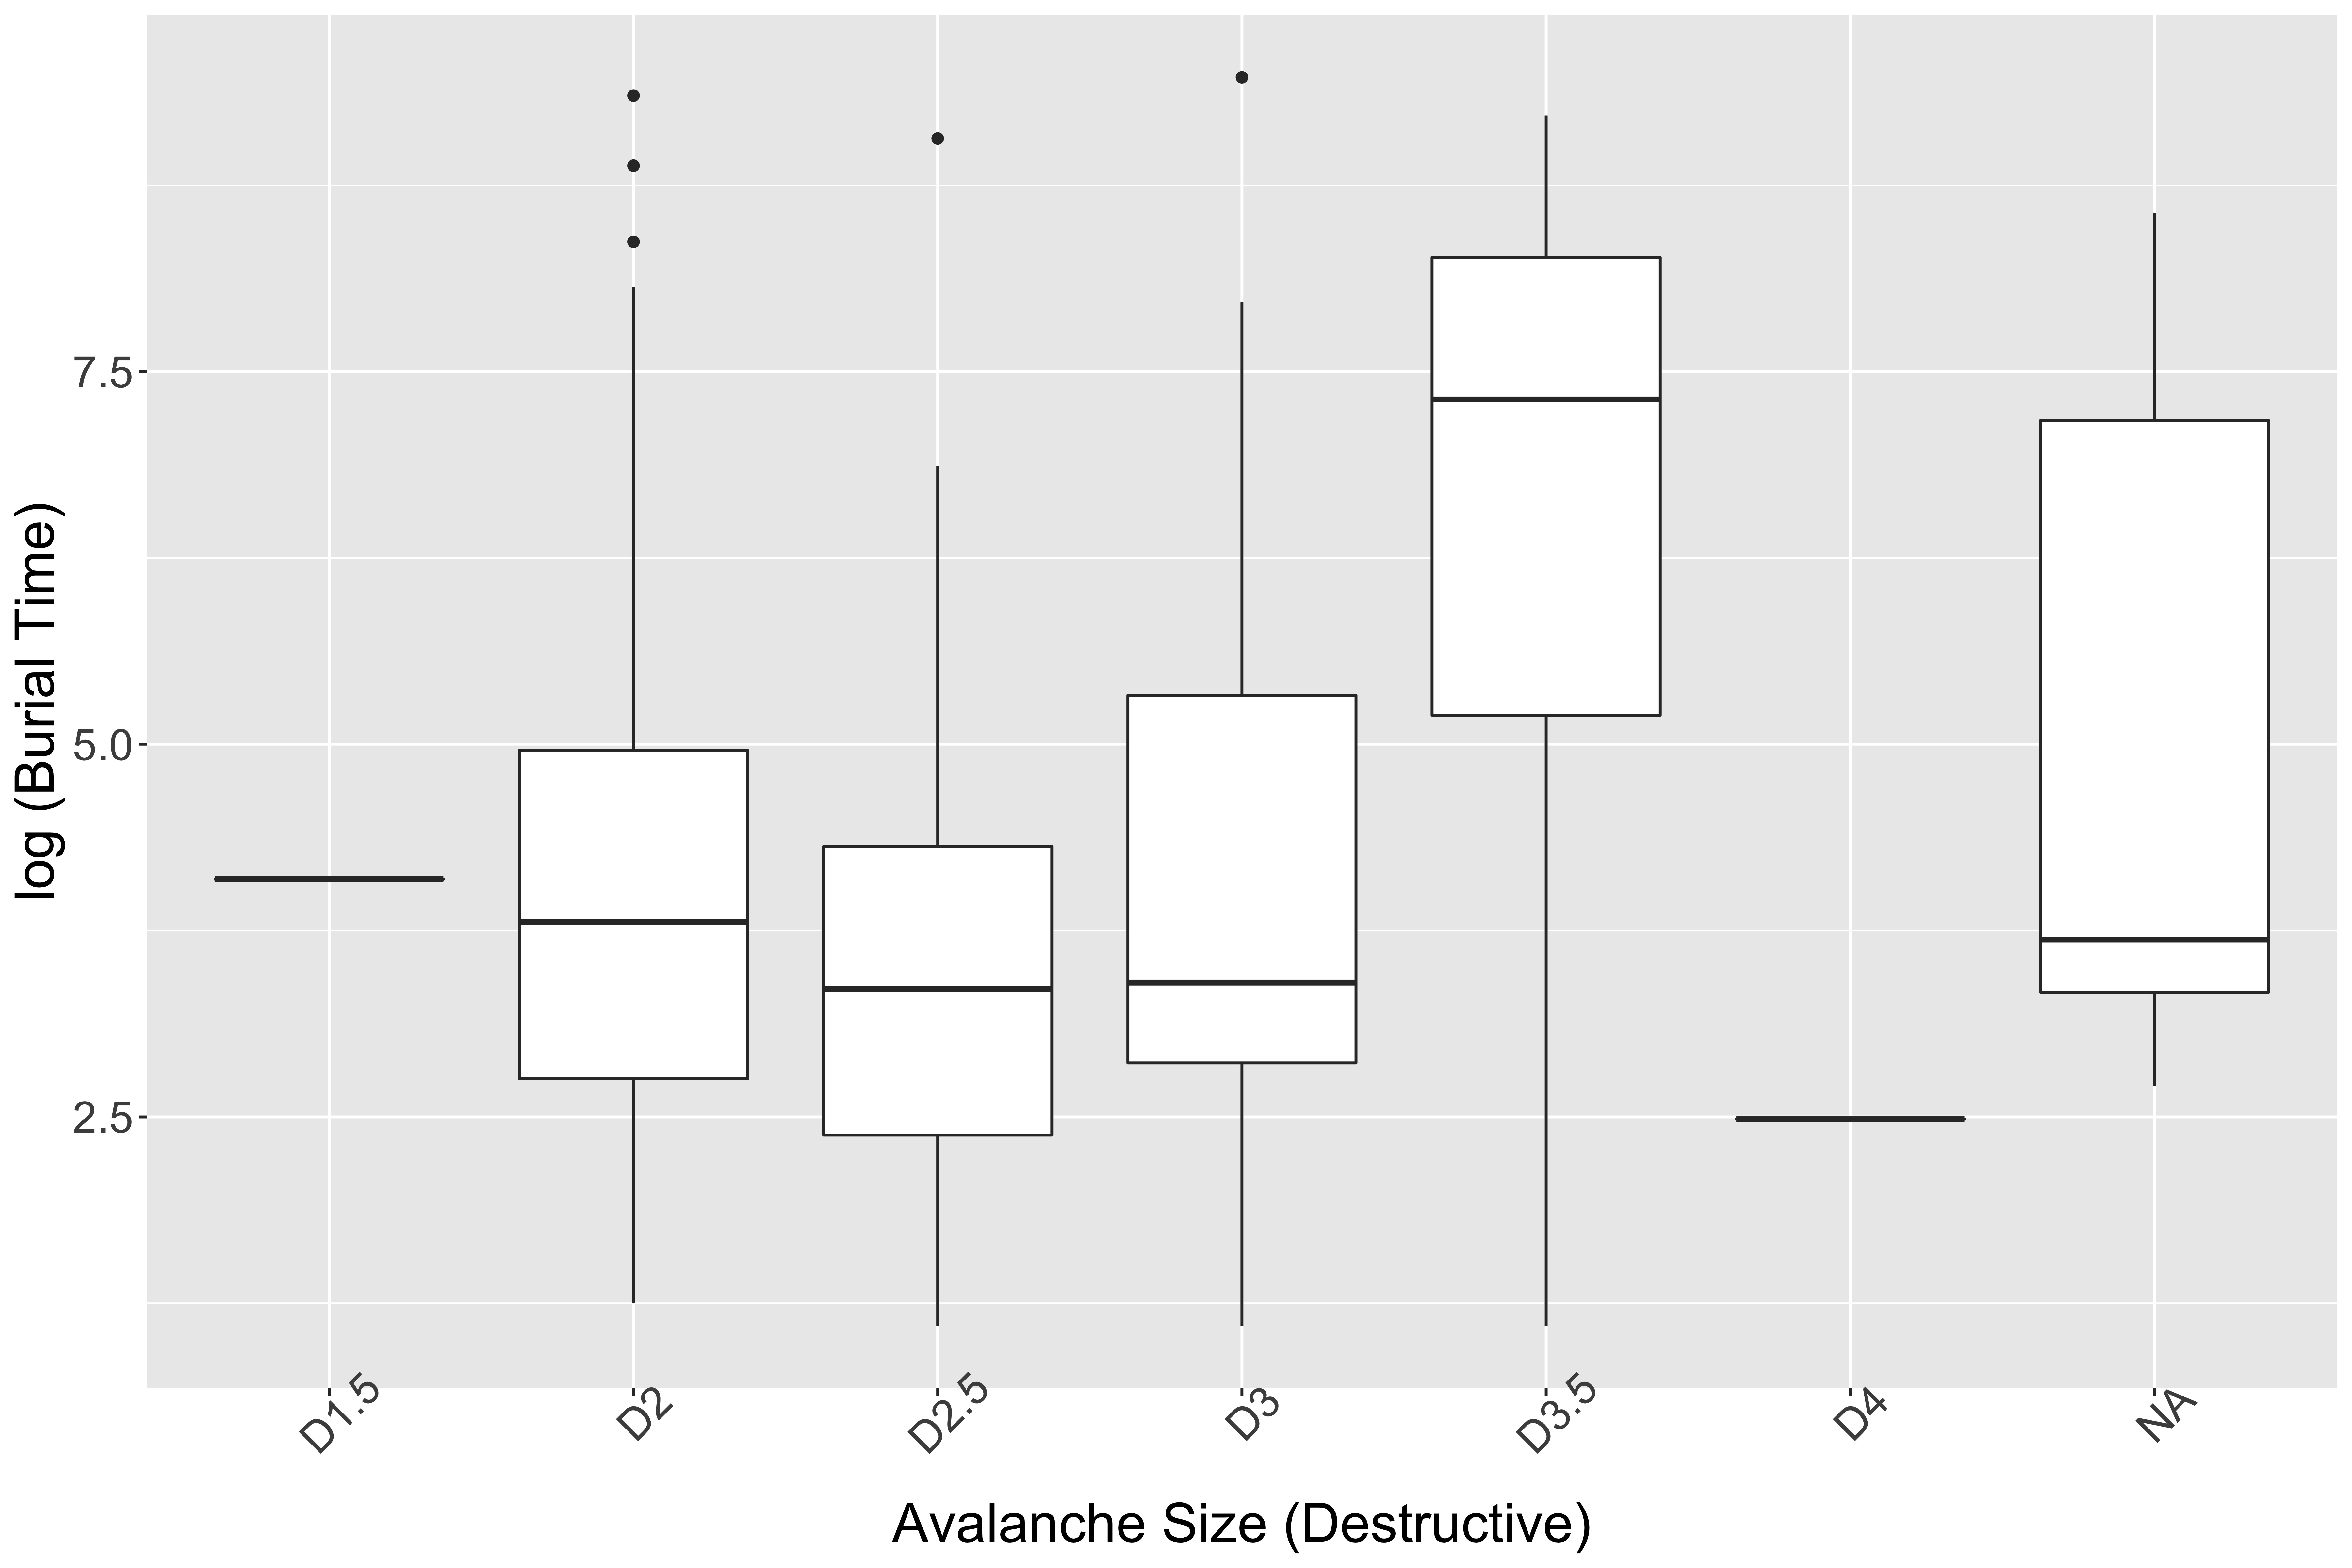 log (Burial Time)
7.5
5.0
2.5
D1.5
D2
D2.5
D3
D3.5
D4
NA
Avalanche Size (Destructive)